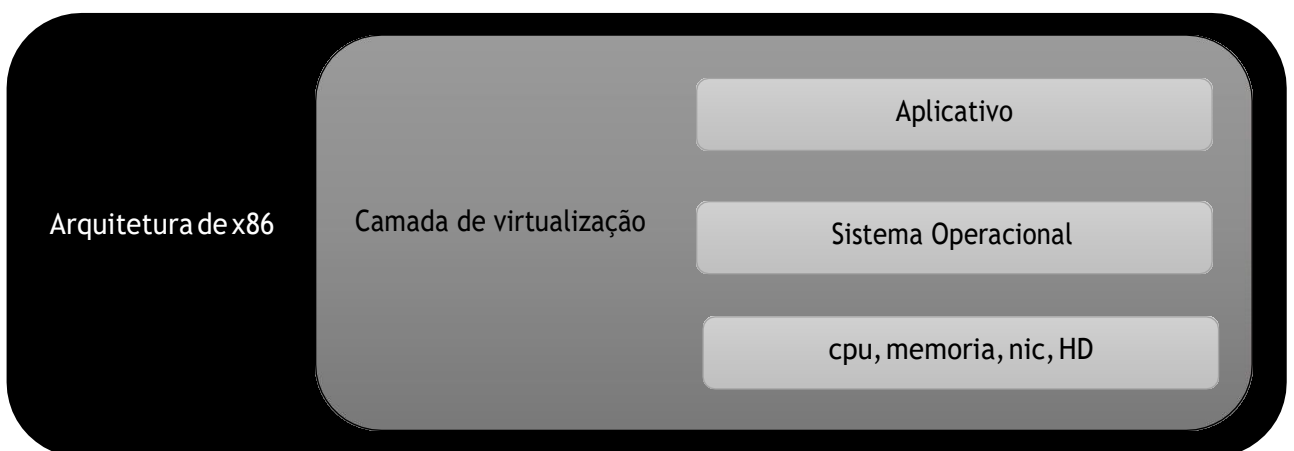 Arquitetura de x86
Camada de virtualização
Aplicativo
Sistema Operacional
cpu, memoria, nic, HD